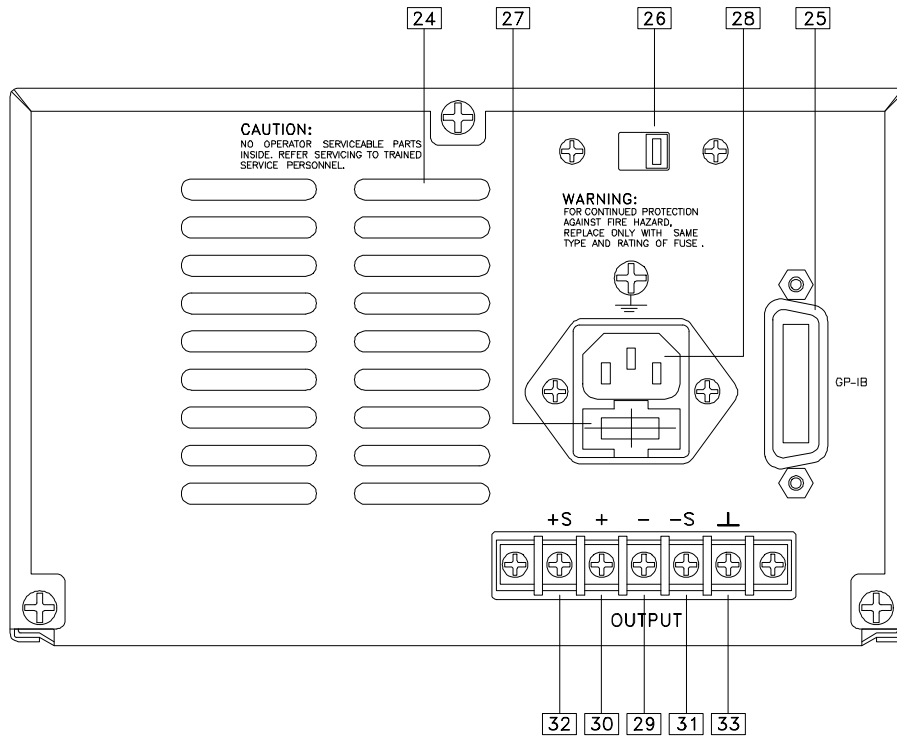 24 27 26 28 25
CAUTION:
NO OPERATOR SERVICEABLE PARTS
INSIDE. REFER SERVICING TO TRAINED
SERVICE PERSONNEL.
WARNING:
FOR CONTINUED PROTECTION
AGAINST FIRE HAZARD,
REPLACE ONLY WITH SAME
TYPE AND RATING OF FUSE .
GP-IB
+S + - -S ⊥
OUTPUT
32 30 29 31 33